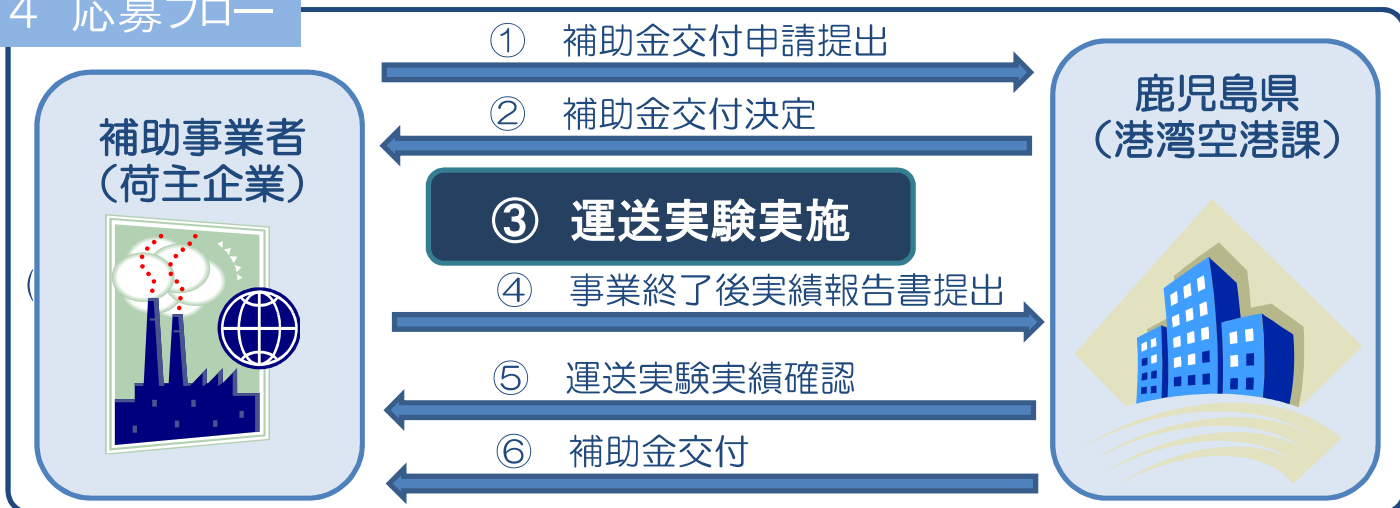 4 応募フロー
① 補助金交付申請提出
② 補助金交付決定
補助事業者
（荷主企業）
鹿児島県
（港湾空港課）
③ 運送実験実施
④ 事業終了後実績報告書提出
⑤ 運送実験実績確認
⑥ 補助金交付
（